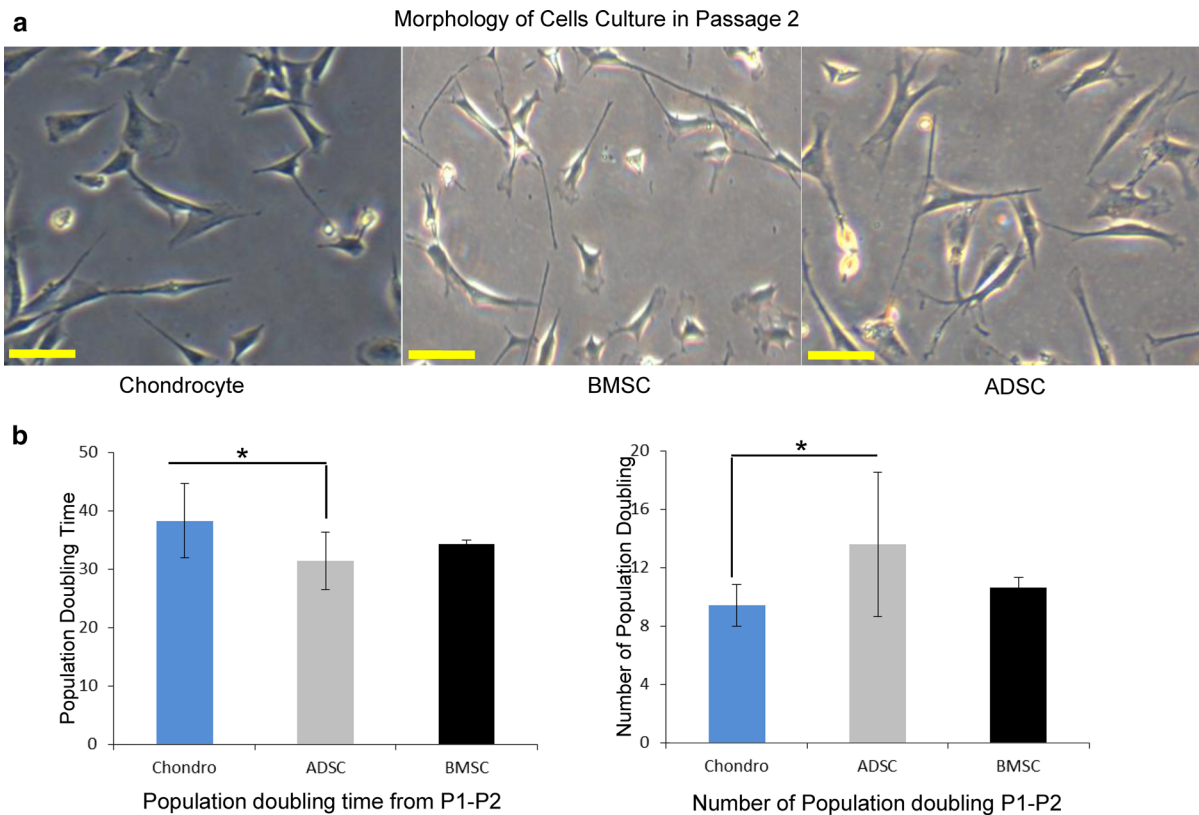 a
Morphology of Cells Culture in Passage 2
Chondrocyte
BMSC
ADSC
b
Population Doubling Time
50
40
30
20
10
0
*
Chondro
ADSC
BMSC
Population doubling time from P1-P2
Number of Population Doubling
20
16
12
8
4
0
*
Chondro
ADSC
BMSC
Number of Population doubling P1-P2